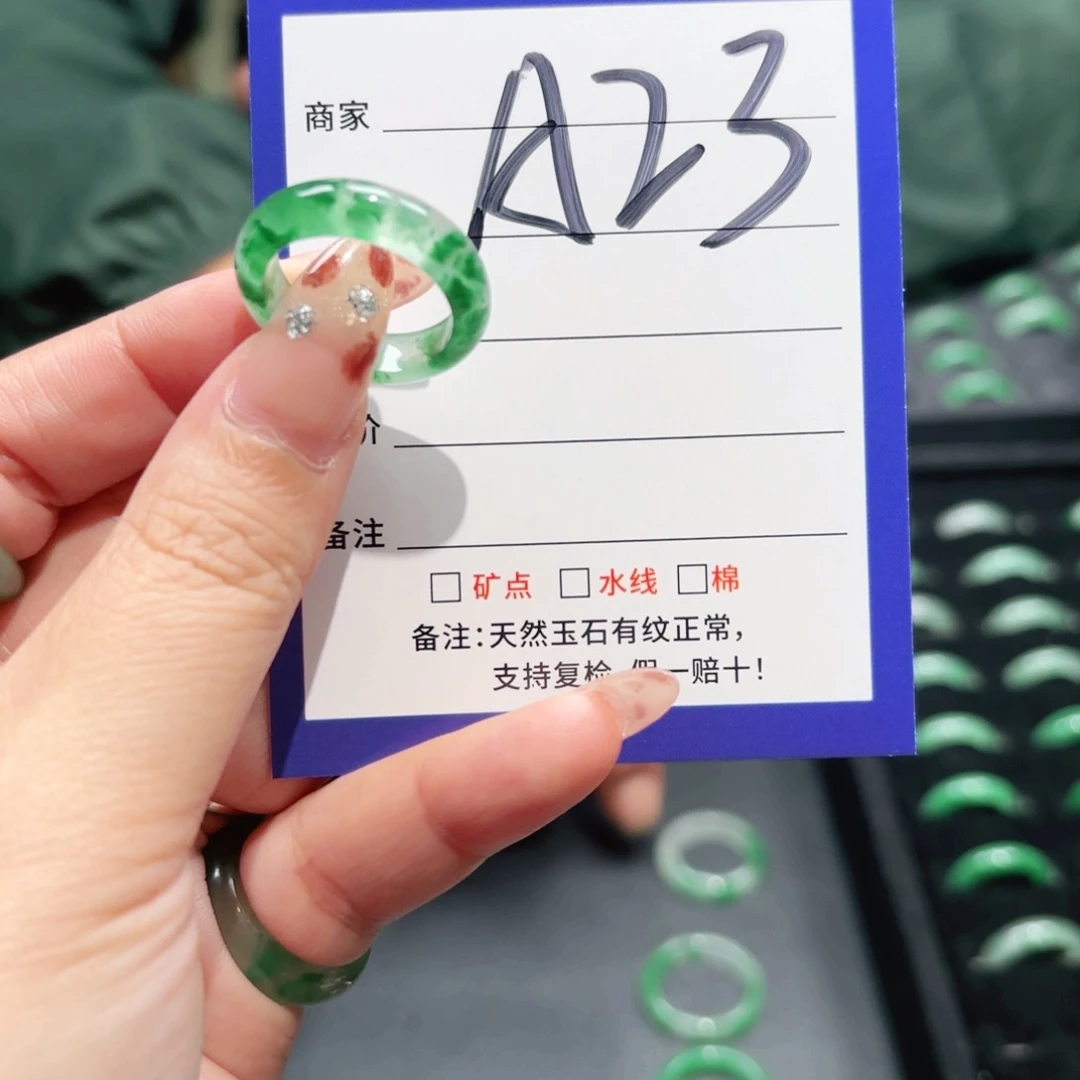 商家 A23
价
备注
矿点 水线 棉
备注:天然玉石有纹正常,
支持复检 假一赔十!